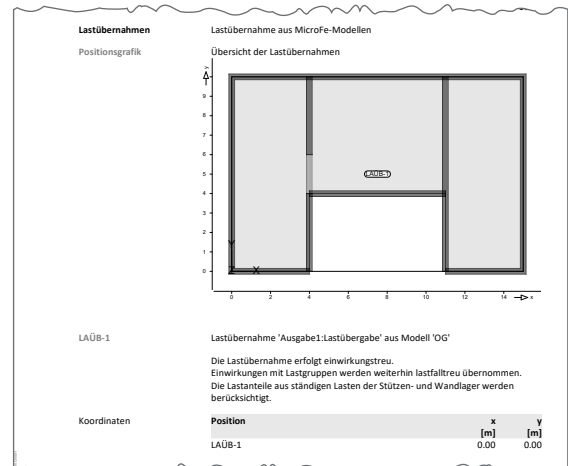 Lastübernahmen Lastübernahme aus MicroFe-Modellen
Positionsgrafik Übersicht der Lastübernahmen
y
9
8
7
6
5
4
3
2
1
0
LAÜB-1
Y
Z X
0 2 4 6 8 10 12 14 x
LAÜB-1 Lastübernahme 'Ausgabe1:Lastübergabe' aus Modell 'OG'
Die Lastübernahme erfolgt einwirkungstreu.
Einwirkungen mit Lastgruppen werden weiterhin lastfalltreu übernommen.
Die Lastanteile aus ständigen Lasten der Stützen- und Wandlager werden
berücksichtigt.
Koordinaten Position x y
[m] [m]
LAÜB-1 0.00 0.00